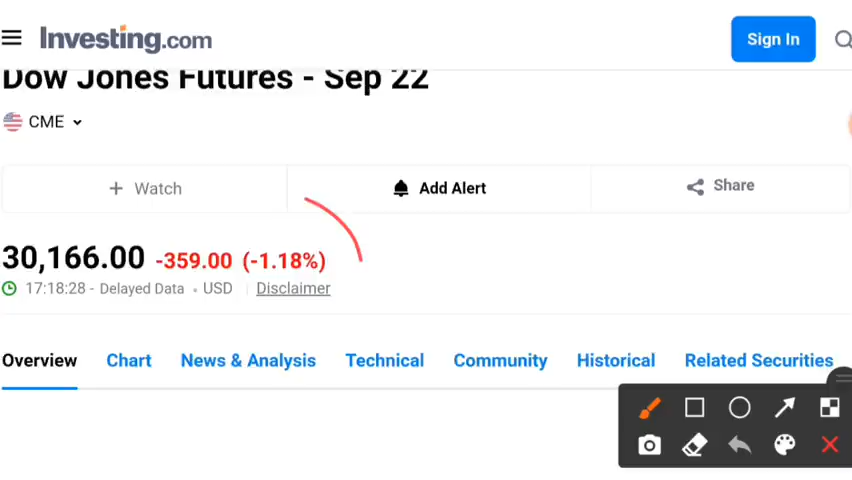 Investing.com
Sign In
Dow Jones Futures - Sep 22
CME
+ Watch
Add Alert
Share
30,166.00 -359.00 (-1.18%)
17:18:28 - Delayed Data • USD Disclaimer
Overview Chart News & Analysis Technical Community Historical Related Securities